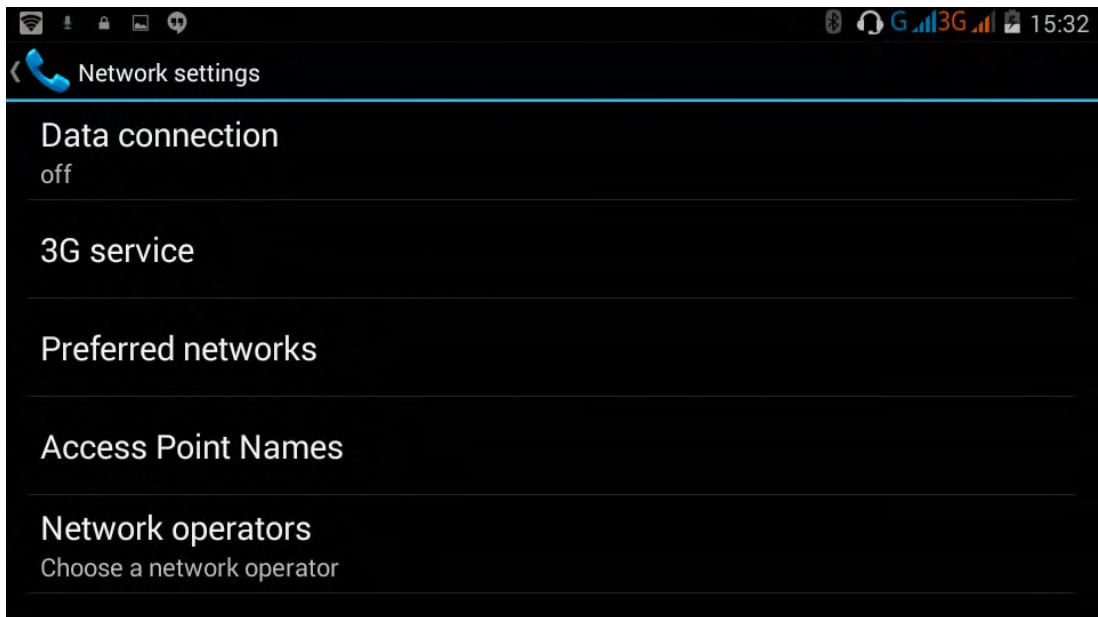 G 3G 15:32
Network settings
Data connection
off
3G service
Preferred networks
Access Point Names
Network operators
Choose a network operator